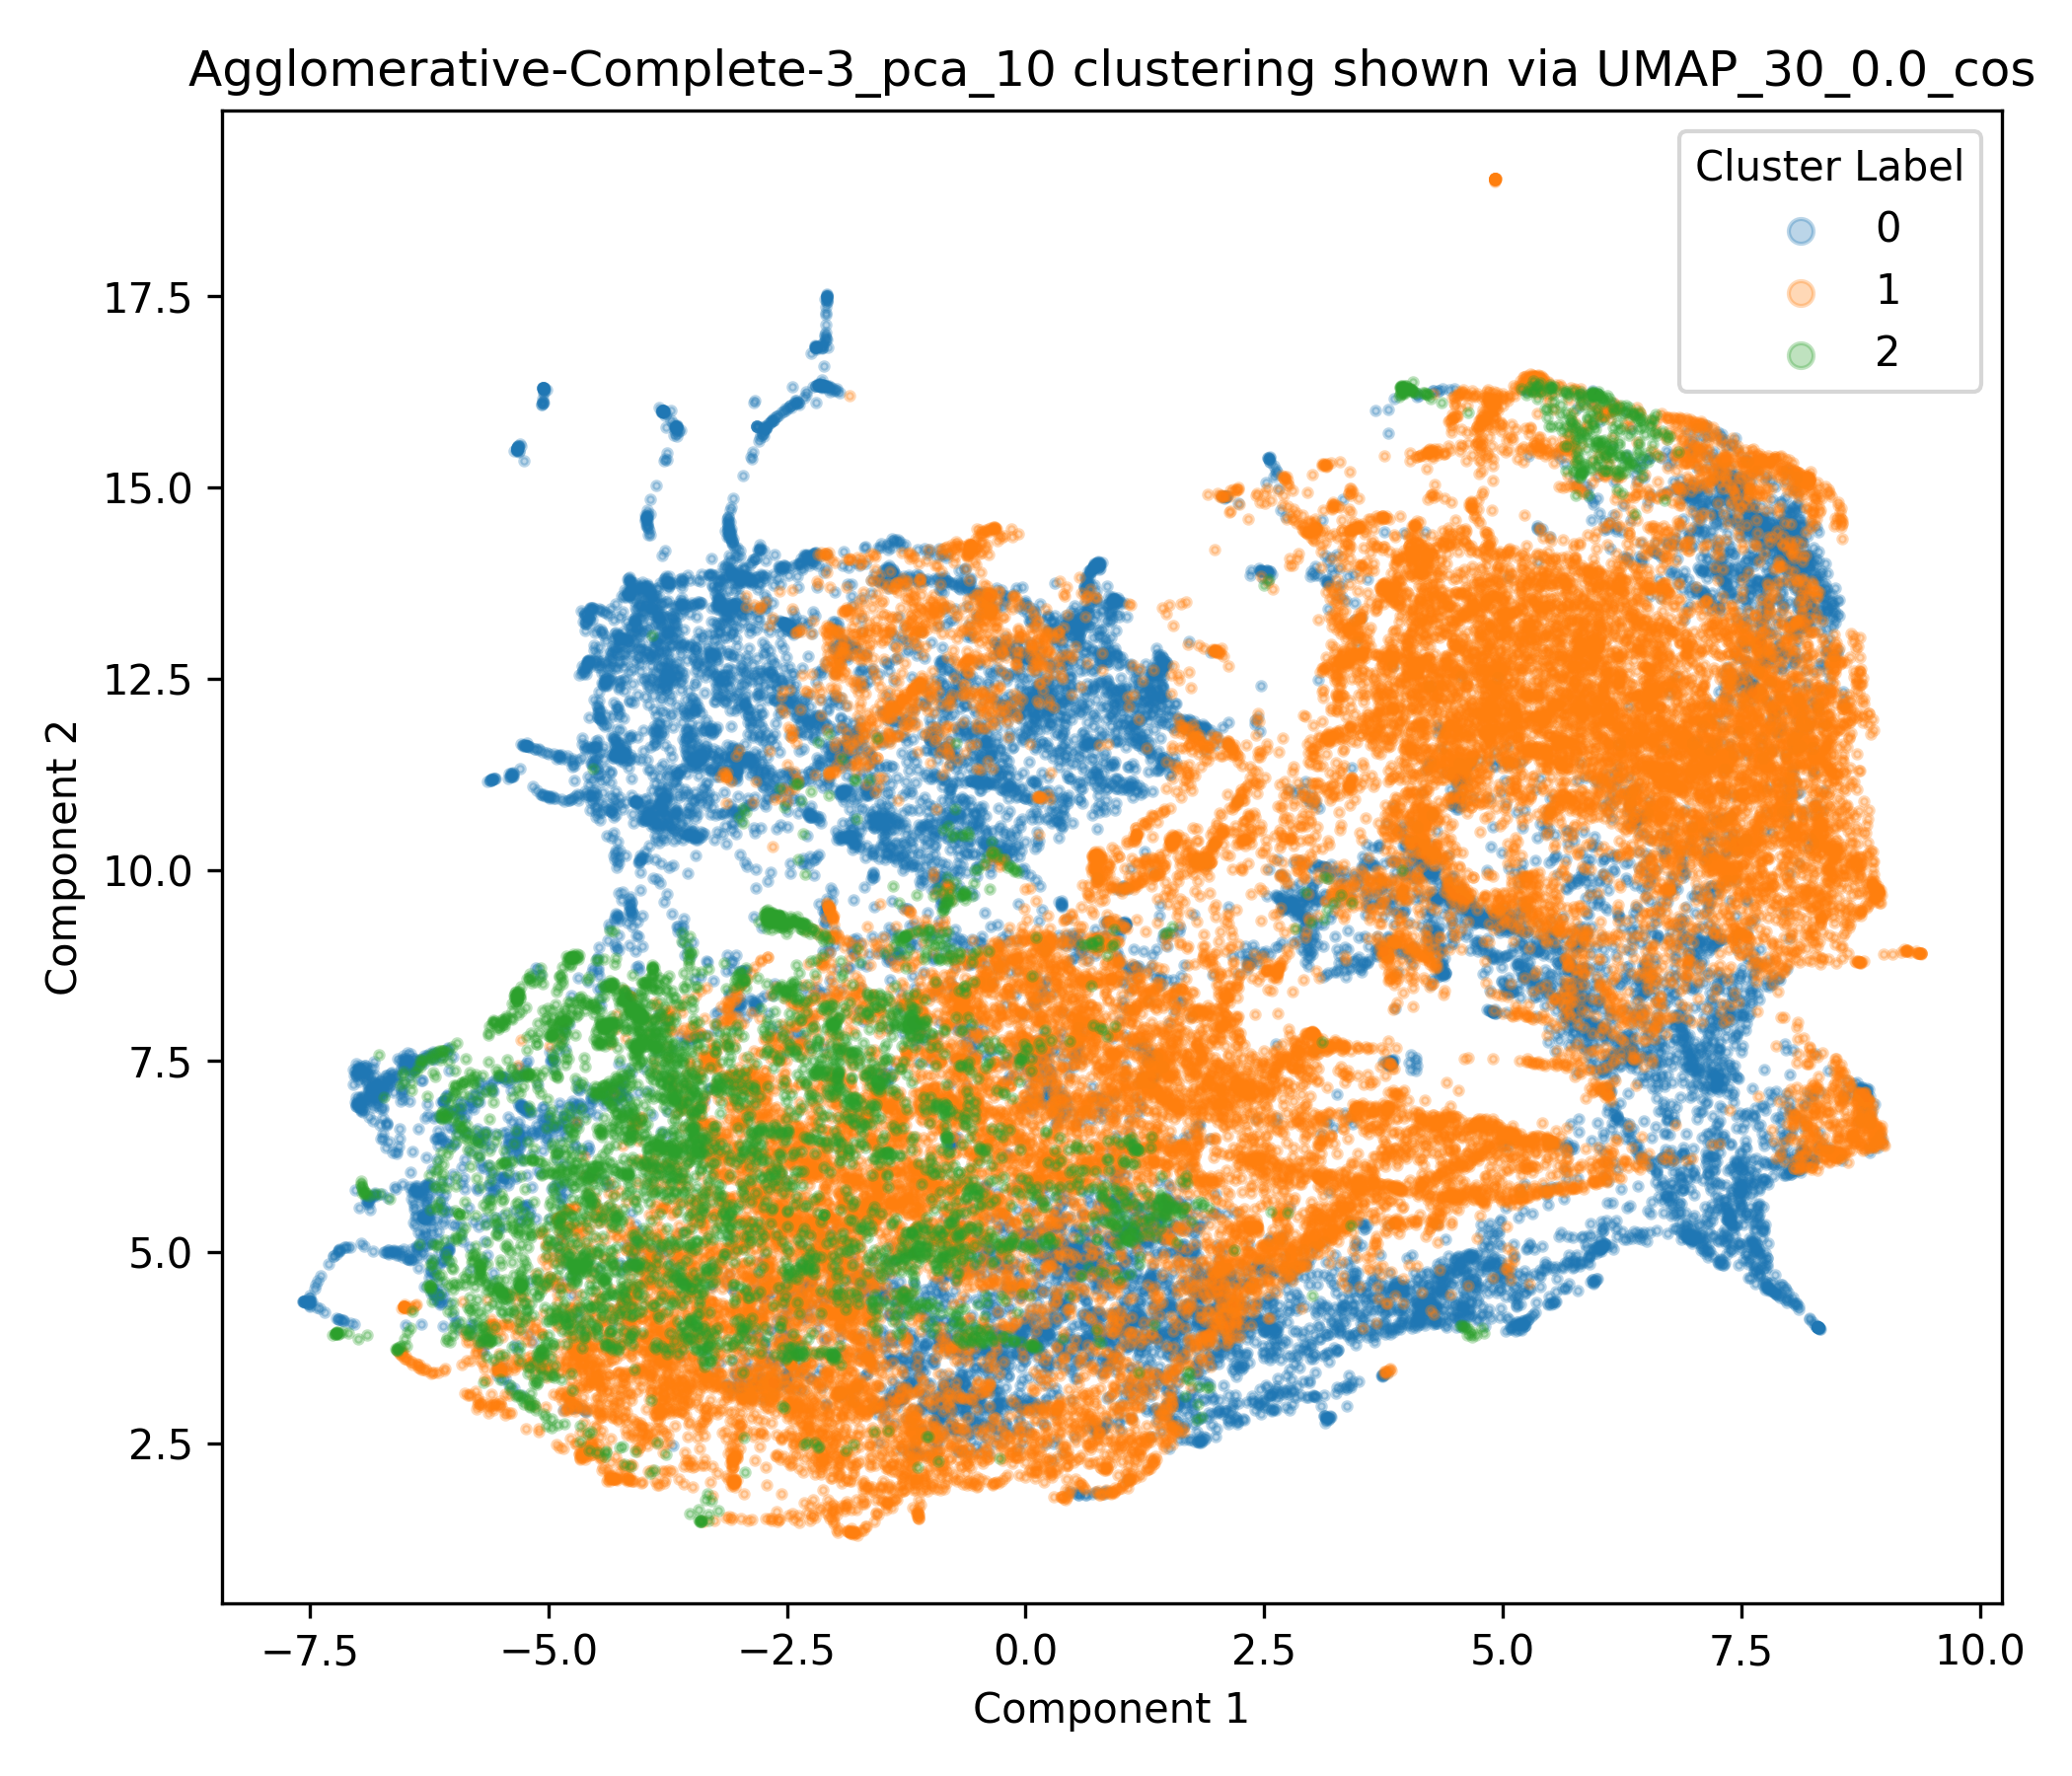 Agglomerative-Complete-3_pca_10 clustering shown via UMAP_30_0.0_cos
Cluster Label
0
1
2
17.5
15.0
12.5
10.0
7.5
5.0
2.5
Component 2
−7.5 −5.0 −2.5 0.0 2.5 5.0 7.5 10.0
Component 1